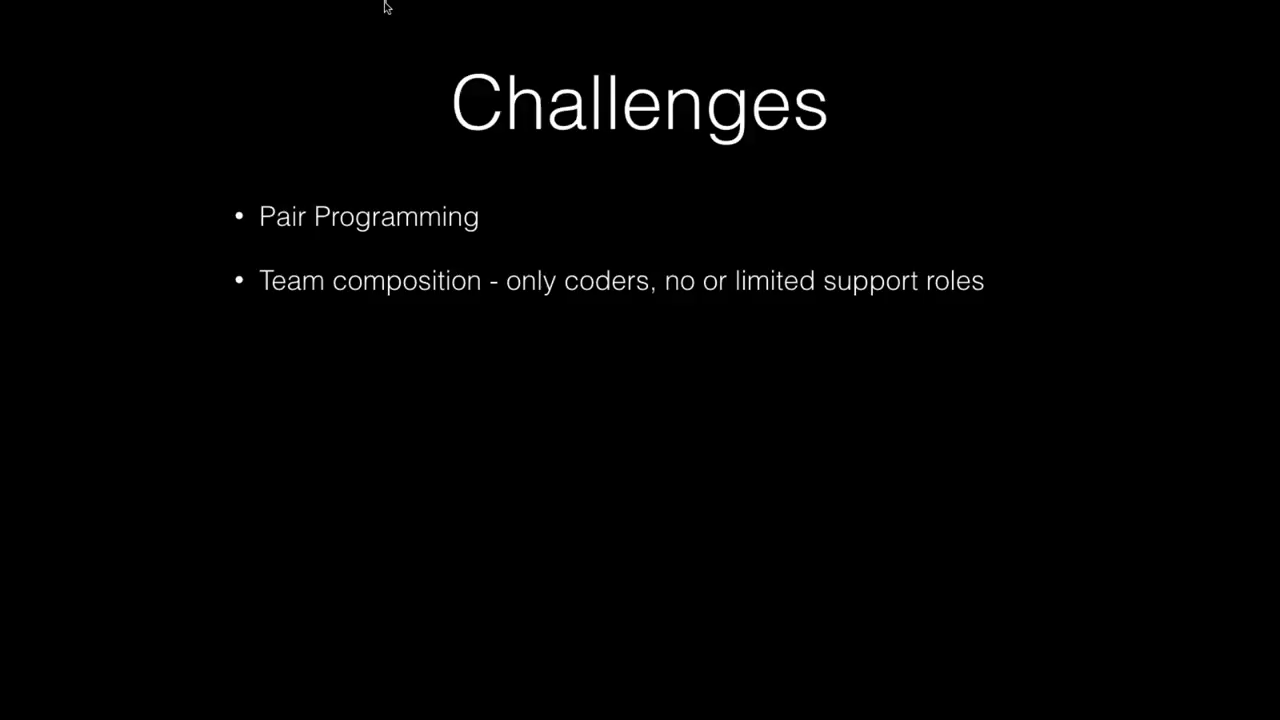 Challenges
• Pair Programming
• Team composition - only coders, no or limited support roles